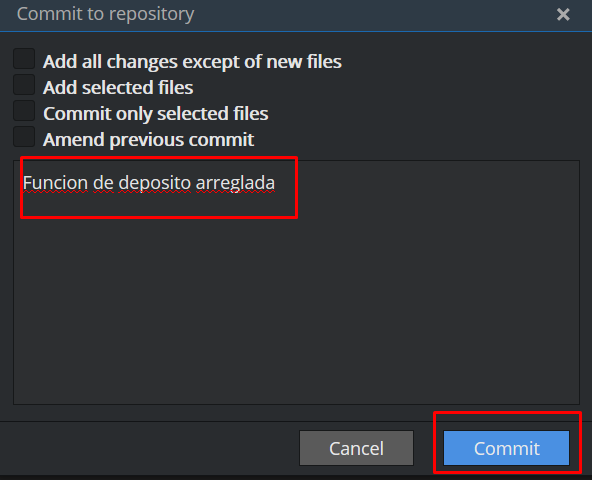 Commit to repository
Add all changes except of new files
Add selected files
Commit only selected files
Amend previous commit
Funcion de deposito arreglada
Cancel
Commit